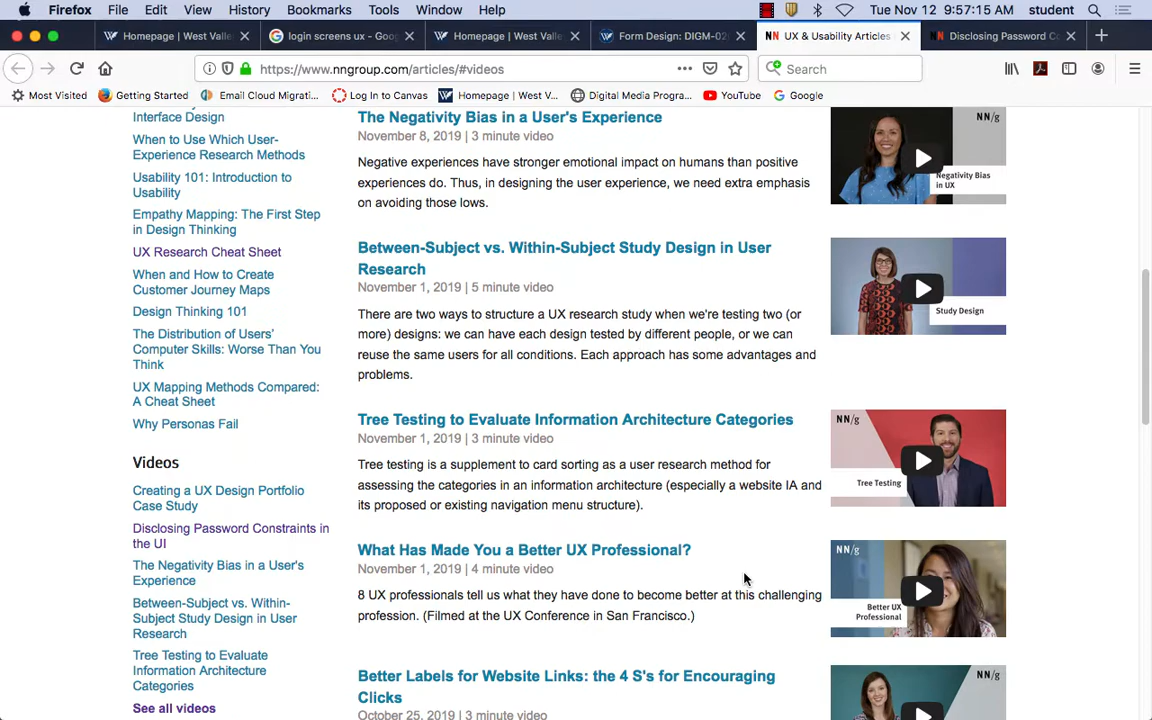 Firefox File Edit View History Bookmarks Tools Window Help Tue Nov 12 9:57:15 AM student
Homepage | West Valle login screens ux - Goo Homepage | West Valle Form Design: DIGM-02 NN UX & Usability Articles NN Disclosing Password Co
https://www.nngroup.com/articles/#videos Search
Most Visited Getting Started Email Cloud Migrati... Log In to Canvas Homepage | West V... Digital Media Progra... YouTube Google
Interface Design
When to Use Which User-
Experience Research Methods
Usability 101: Introduction to
Usability
Empathy Mapping: The First Step
in Design Thinking
UX Research Cheat Sheet
When and How to Create
Customer Journey Maps
Design Thinking 101
The Distribution of Users'
Computer Skills: Worse Than You
Think
UX Mapping Methods Compared:
A Cheat Sheet
Why Personas Fail
Videos
Creating a UX Design Portfolio
Case Study
Disclosing Password Constraints in
the UI
The Negativity Bias in a User's
Experience
Between-Subject vs. Within-
Subject Study Design in User
Research
Tree Testing to Evaluate
Information Architecture
Categories
See all videos
The Negativity Bias in a User's Experience
November 8, 2019 | 3 minute video
Negative experiences have stronger emotional impact on humans than positive
experiences do. Thus, in designing the user experience, we need extra emphasis
on avoiding those lows.
NN/g
Negativity Bias
in UX
Between-Subject vs. Within-Subject Study Design in User
Research
November 1, 2019 | 5 minute video
There are two ways to structure a UX research study when we're testing two (or
more) designs: we can have each design tested by different people, or we can
reuse the same users for all conditions. Each approach has some advantages and
problems.
Study Design
Tree Testing to Evaluate Information Architecture Categories
November 1, 2019 | 3 minute video
Tree testing is a supplement to card sorting as a user research method for
assessing the categories in an information architecture (especially a website IA and
its proposed or existing navigation menu structure).
NN/g
Tree Testing
What Has Made You a Better UX Professional?
November 1, 2019 | 4 minute video
8 UX professionals tell us what they have done to become better at this challenging
profession. (Filmed at the UX Conference in San Francisco.)
NN/g
Better UX
Professional
Better Labels for Website Links: the 4 S's for Encouraging
Clicks
October 25, 2019 | 3 minute video
NN/g